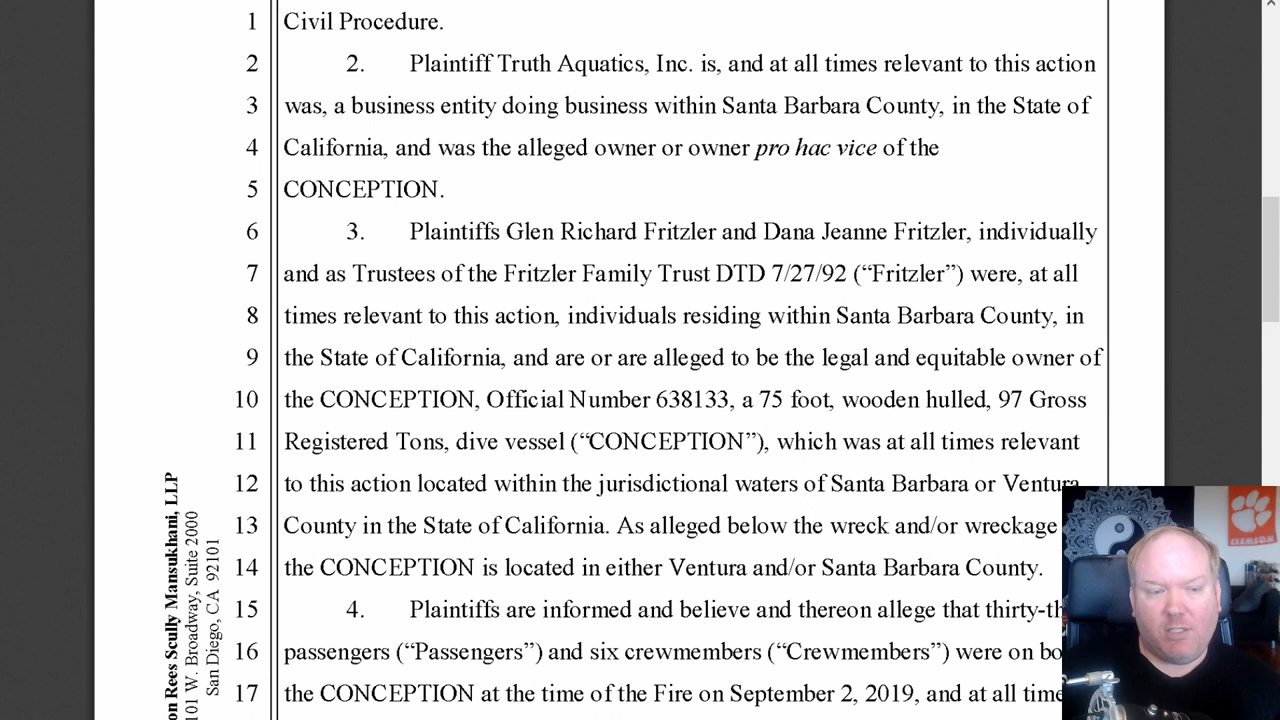 1 Civil Procedure.
2 2. Plaintiff Truth Aquatics, Inc. is, and at all times relevant to this action
3 was, a business entity doing business within Santa Barbara County, in the State of
4 California, and was the alleged owner or owner pro hac vice of the
5 CONCEPTION.
6 3. Plaintiffs Glen Richard Fritzler and Dana Jeanne Fritzler, individually
7 and as Trustees of the Fritzler Family Trust DTD 7/27/92 (“Fritzler”) were, at all
8 times relevant to this action, individuals residing within Santa Barbara County, in
9 the State of California, and are or are alleged to be the legal and equitable owner of
10 the CONCEPTION, Official Number 638133, a 75 foot, wooden hulled, 97 Gross
11 Registered Tons, dive vessel (“CONCEPTION”), which was at all times relevant
12 to this action located within the jurisdictional waters of Santa Barbara or Ventura
13 County in the State of California. As alleged below the wreck and/or wreckage
14 the CONCEPTION is located in either Ventura and/or Santa Barbara County.
15 4. Plaintiffs are informed and believe and thereon allege that
16 passengers (“Passengers”) and six crewmembers (“Crewmembers”) were on
17 the CONCEPTION at the time of the Fire on September 2, 2019, and at all
on Rees Scully Mansukhani, LLP
101 W. Broadway, Suite 2000
San Diego, CA 92101
CLEMSON